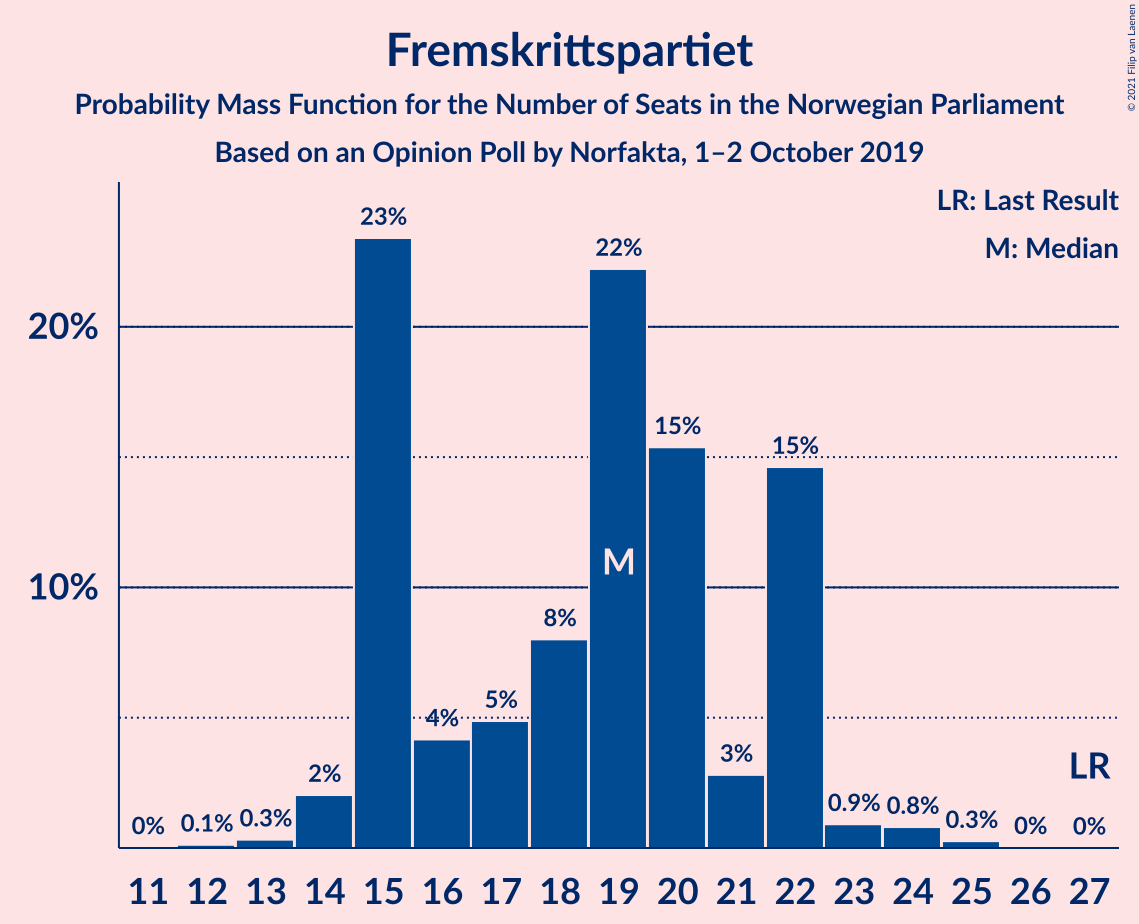 Fremskrittspartiet
Probability Mass Function for the Number of Seats in the Norwegian Parliament
Based on an Opinion Poll by Norfakta, 1–2 October 2019
© 2021 Filip van Laenen
LR: Last Result
M: Median
20%
10%
0%
0.1%
0.3%
2%
23%
4%
5%
8%
22%
M
15%
3%
15%
0.9%
0.8%
0.3%
0%
LR
0%
11 12 13 14 15 16 17 18 19 20 21 22 23 24 25 26 27